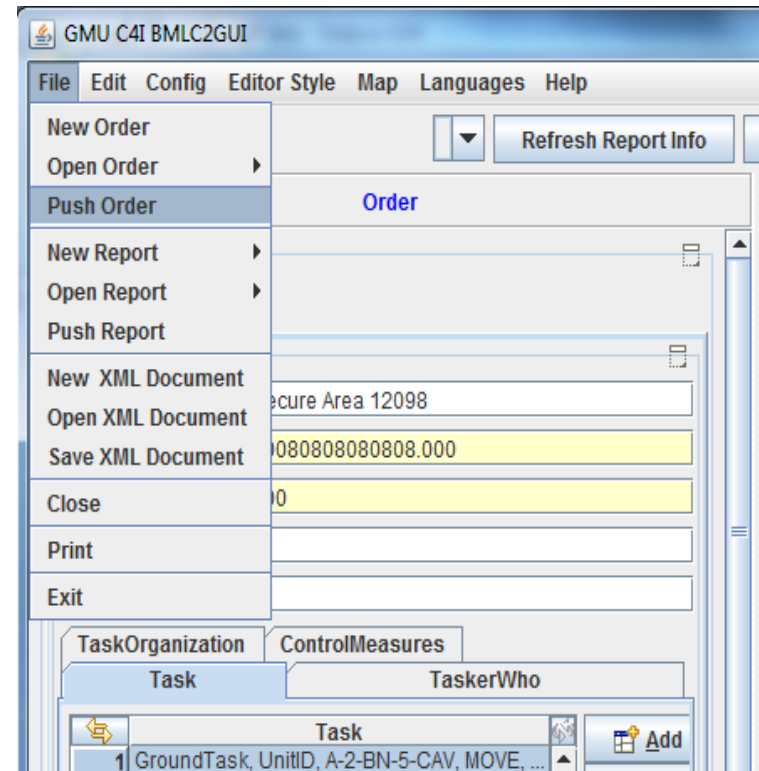 GMU C4I BMLC2GUI
File Edit Config Editor Style Map Languages Help
New Order
Refresh Report Info
Open Order
Push Order
Order
New Report
Open Report
Push Report
New XML Document
Open XML Document
ecure Area 12098
Save XML Document
0080808080808.000
Close
00
Print
Exit
TaskOrganization ControlMeasures
Task TaskerWho
Task
Add
1 GroundTask, UnitID, A-2-BN-5-CAV, MOVE, ...